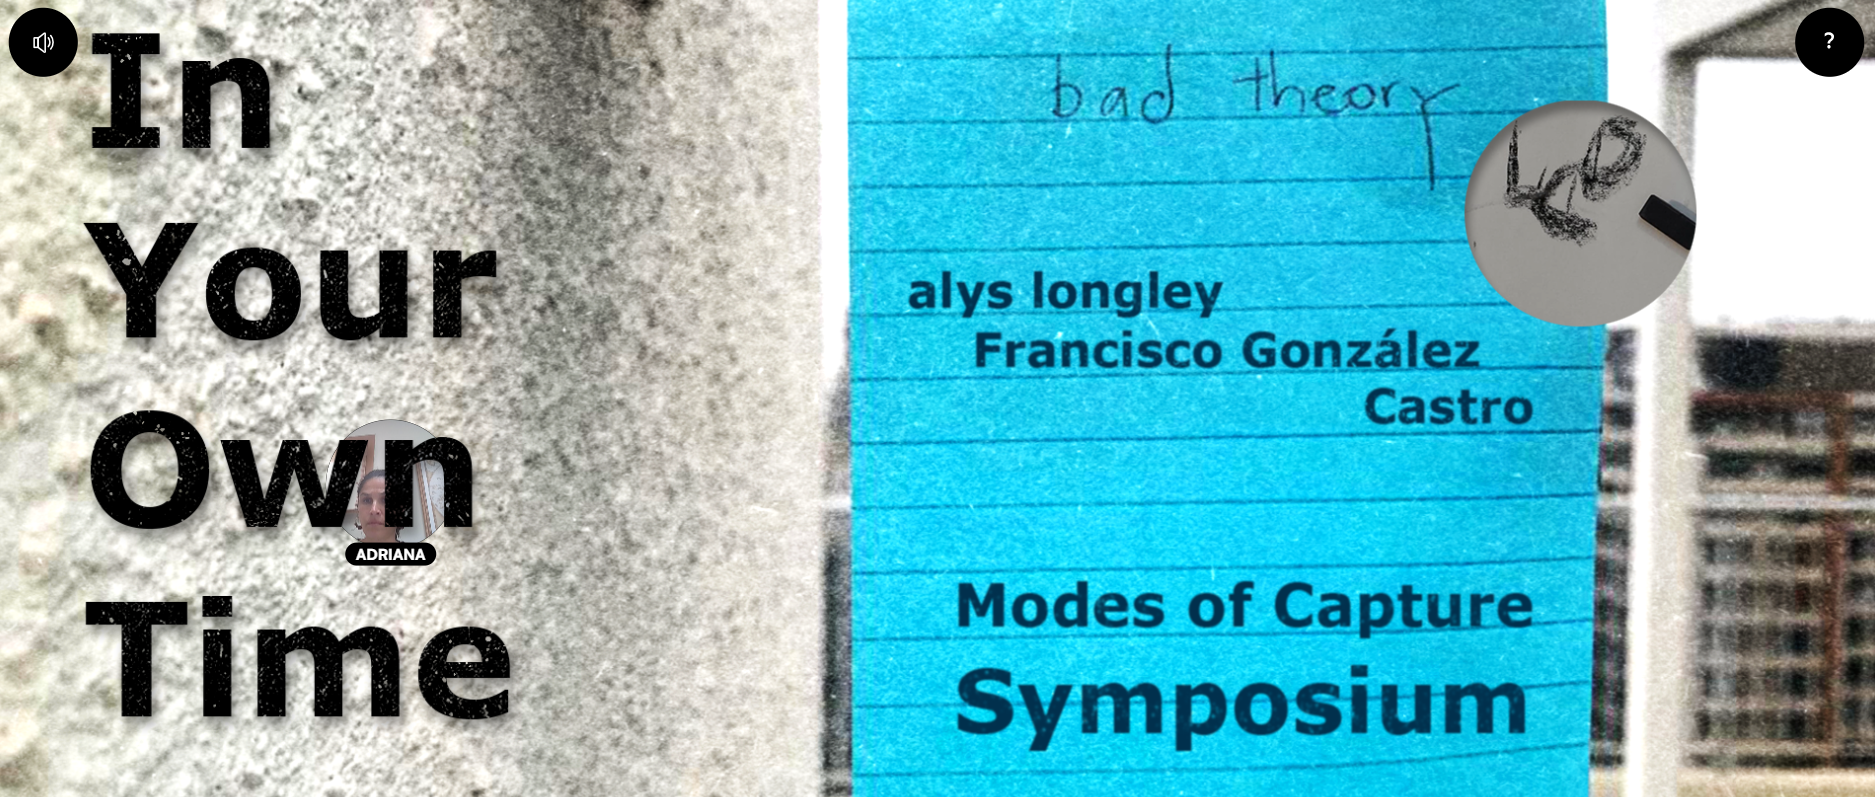 In
Your
Own
Time
ADRIANA
bad theory
alys longley
Francisco González
Castro
Modes of Capture
Symposium
?